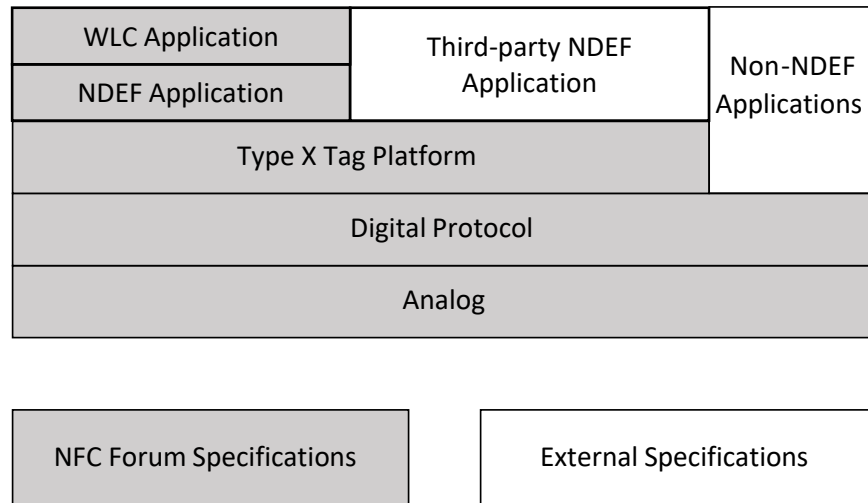 WLC Application
NDEF Application
Third-party NDEF
Application
Non-NDEF
Applications
Type X Tag Platform
Digital Protocol
Analog
NFC Forum Specifications
External Specifications